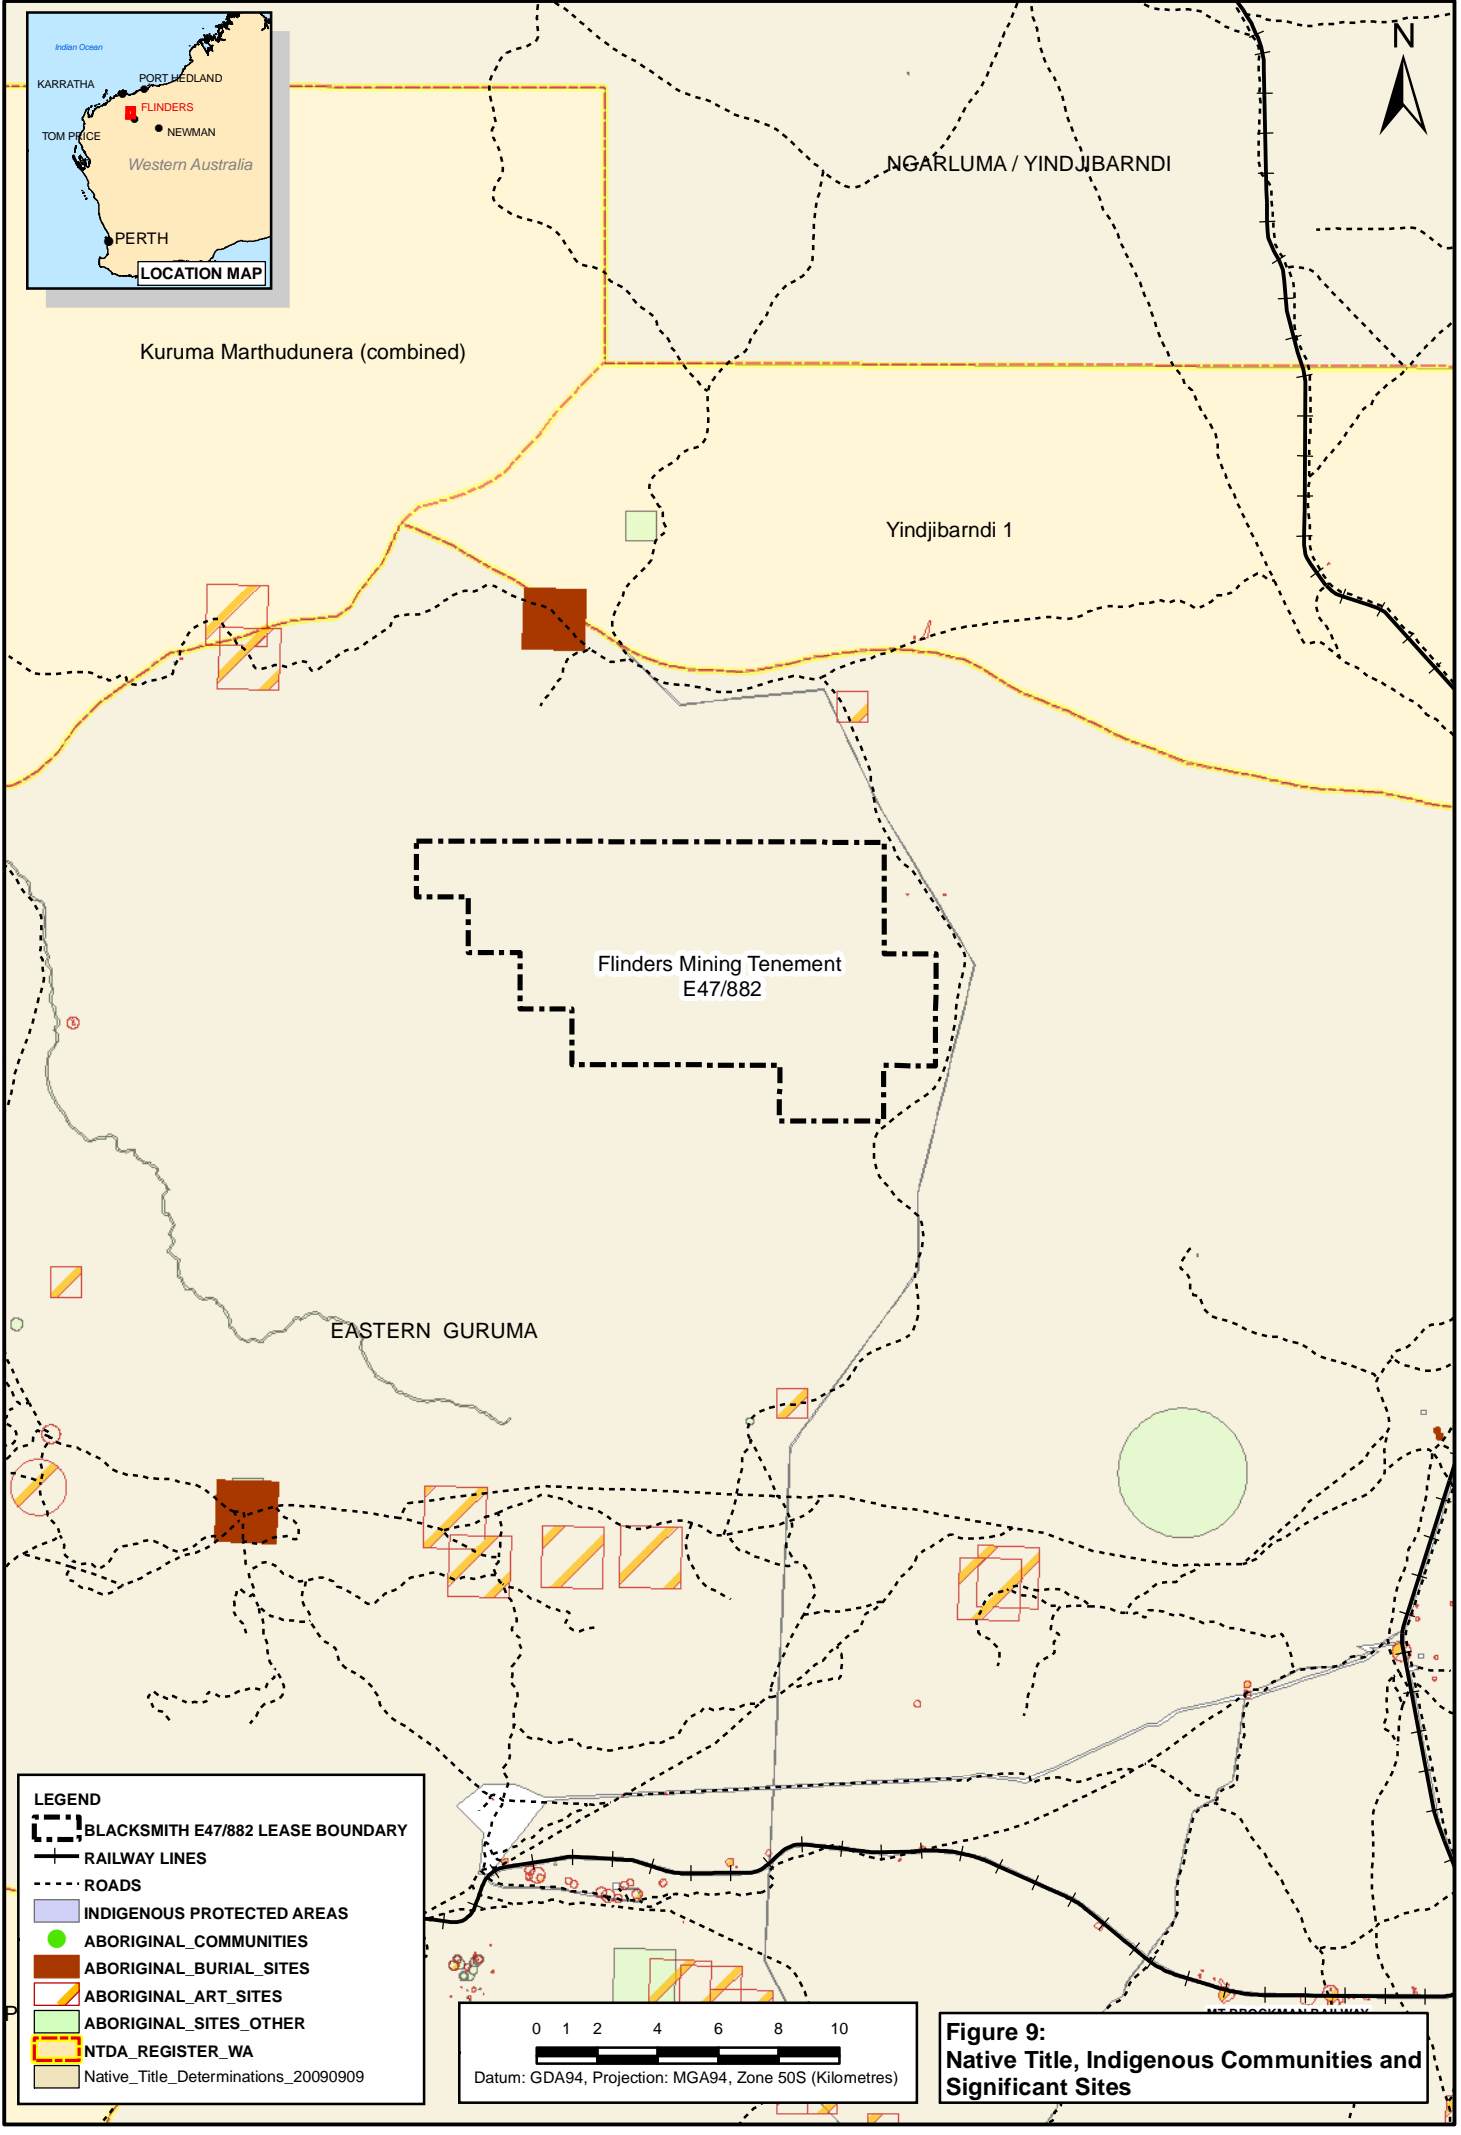 Indian Ocean
KARRATHA
PORT HEDLAND
FLINDERS
TOM PRICE
NEWMAN
Western Australia
PERTH
LOCATION MAP
N
NGARLUMA / YINDJIBARNDI
Kuruma Marthudunera (combined)
Yindjibarndi 1
Flinders Mining Tenement
E47/882
EASTERN GURUMA
LEGEND
BLACKSMITH E47/882 LEASE BOUNDARY
RAILWAY LINES
ROADS
INDIGENOUS PROTECTED AREAS
ABORIGINAL_COMMUNITIES
ABORIGINAL_BURIAL_SITES
ABORIGINAL_ART_SITES
ABORIGINAL_SITES_OTHER
NTDA_REGISTER_WA
Native_Title_Determinations_20090909
P
0 1 2 4 6 8 10
Datum: GDA94, Projection: MGA94, Zone 50S (Kilometres)
MT BROCKMAN RAILWAY
Figure 9:
Native Title, Indigenous Communities and
Significant Sites